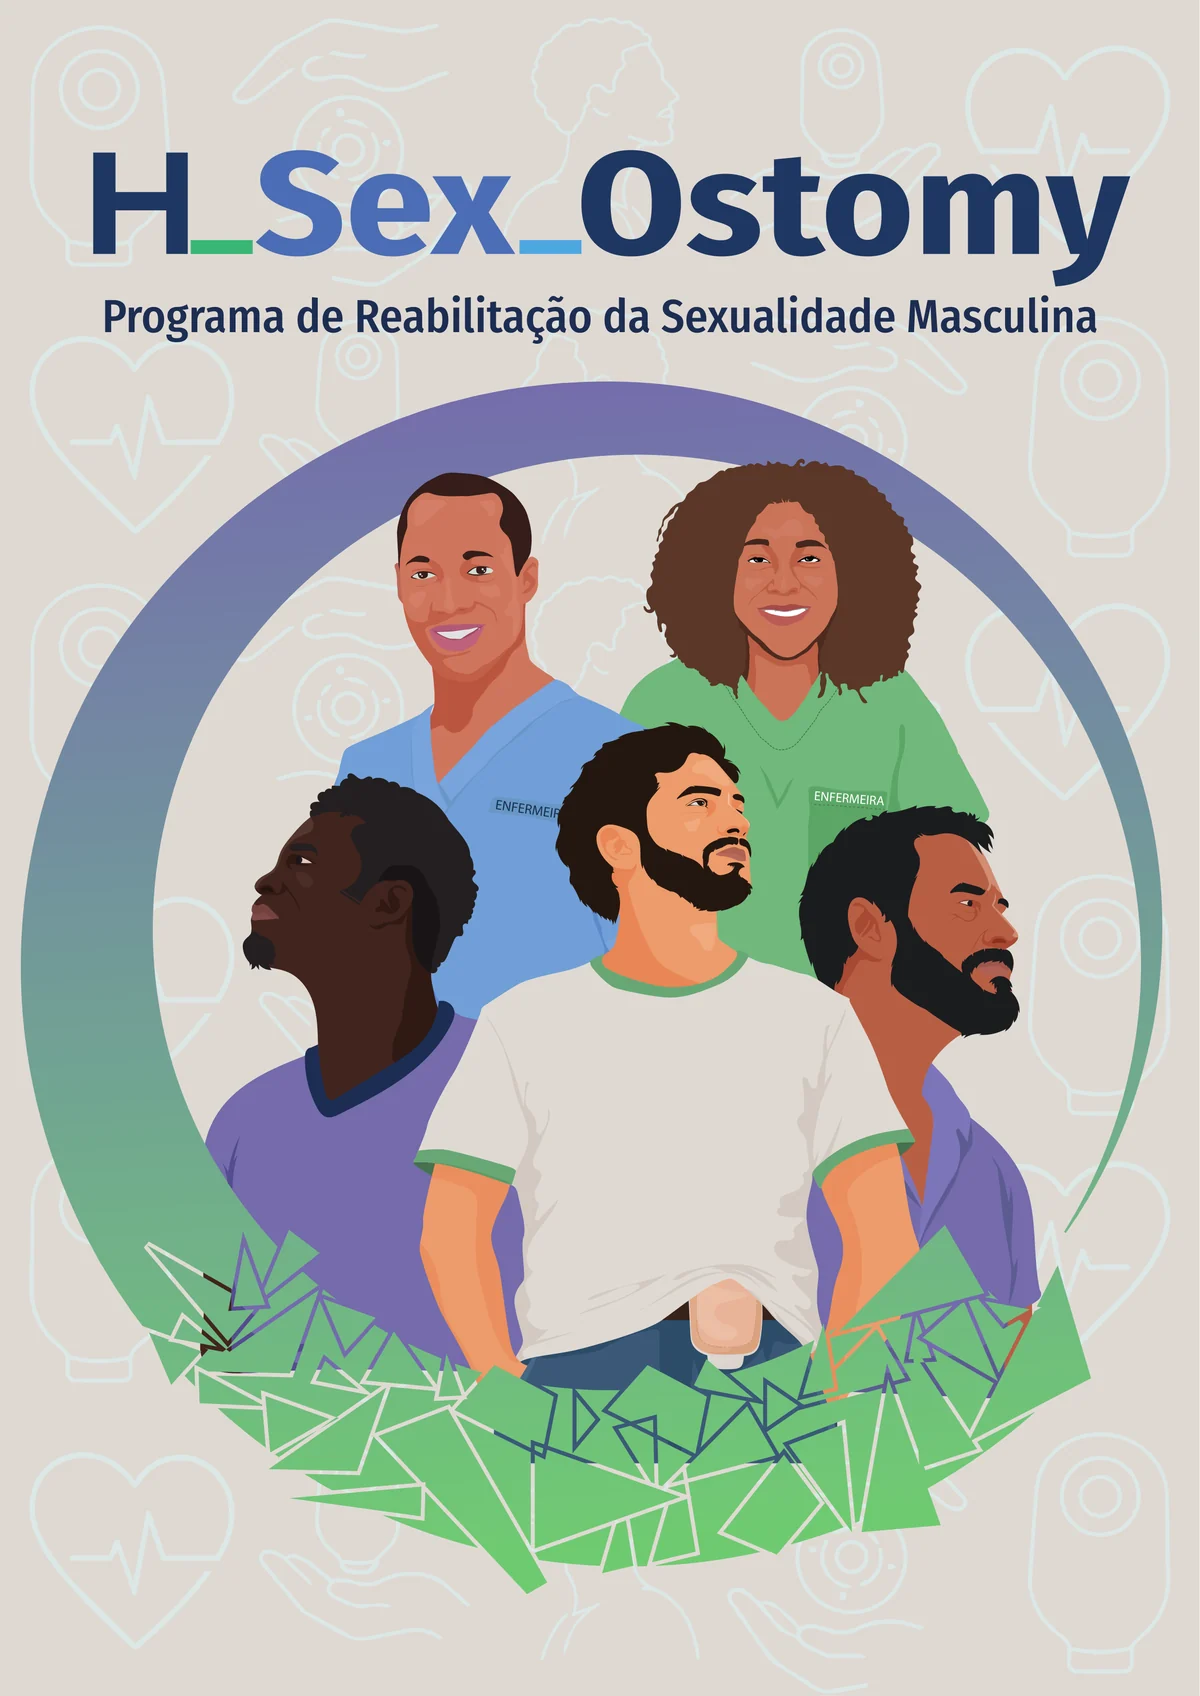 H_Sex_Ostomy
Programa de Reabilitação da Sexualidade Masculina
ENFERMEIR
ENFERMEIRA